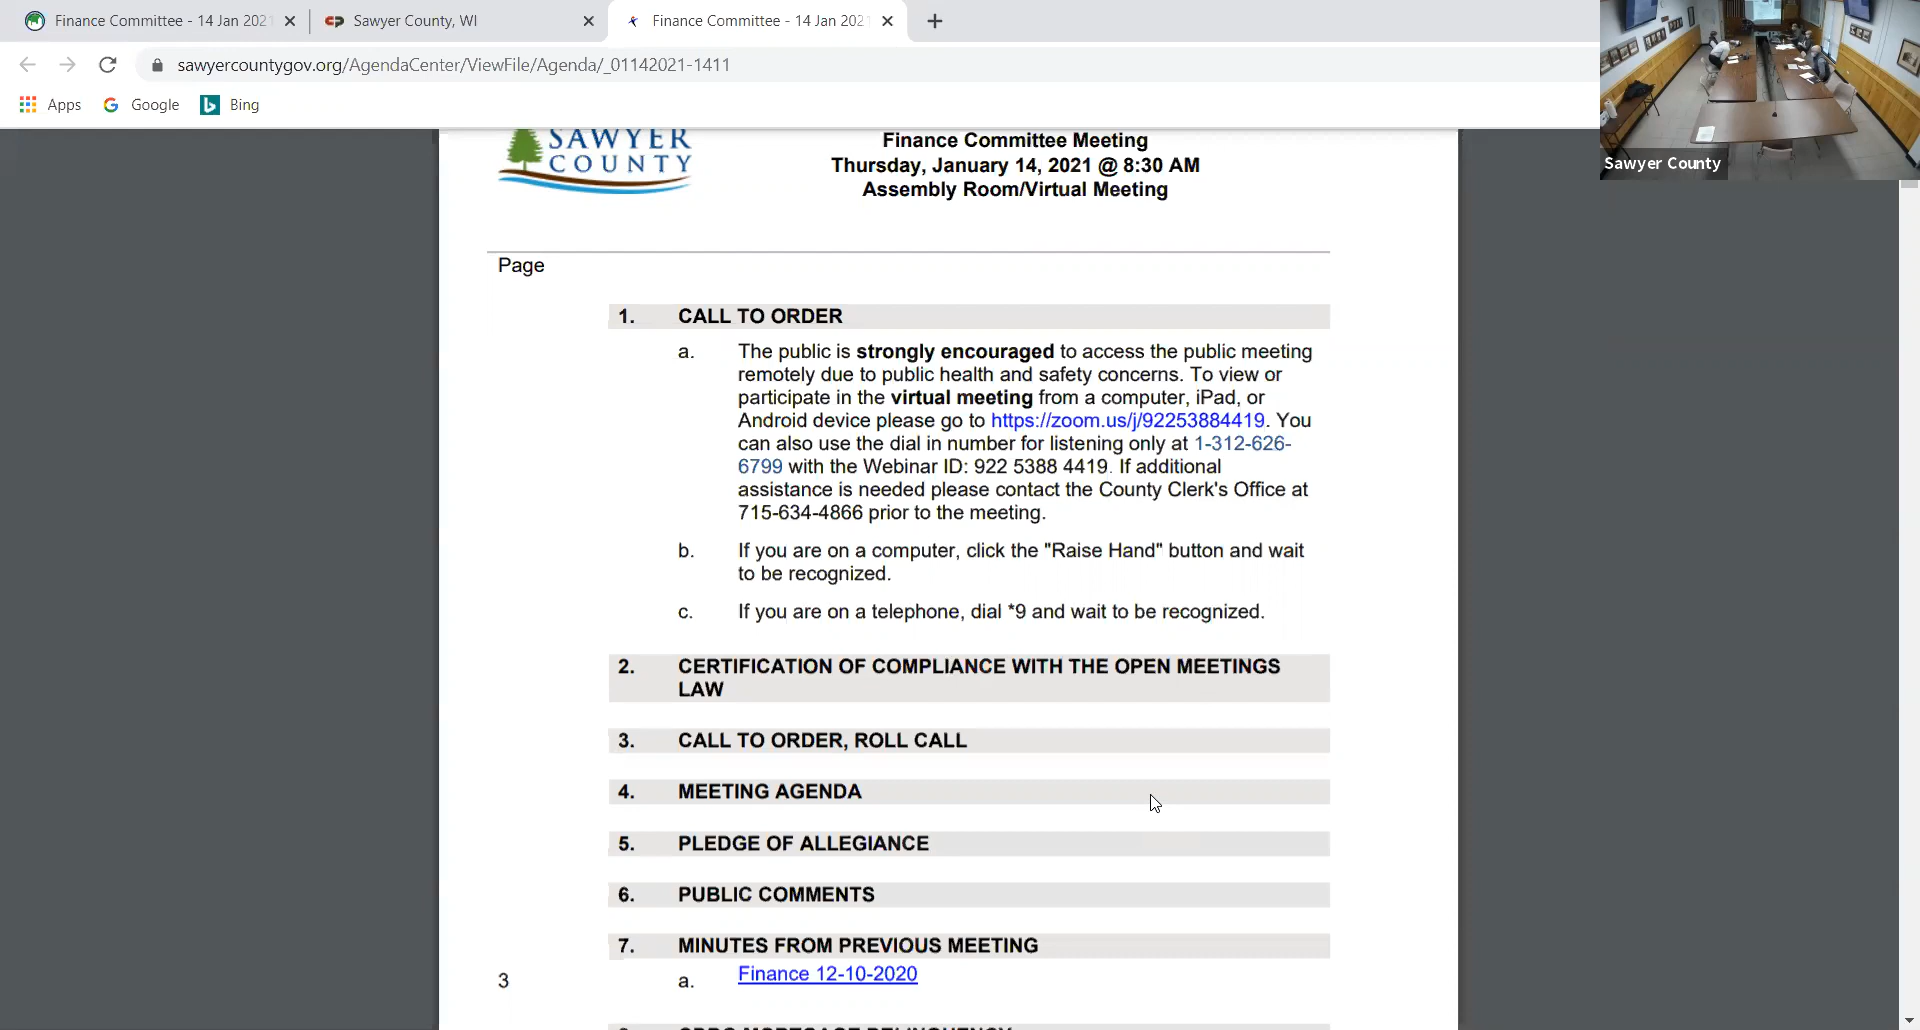 Finance Committee - 14 Jan 202
Sawyer County, WI
Finance Committee - 14 Jan 202
sawyercountygov.org/AgendaCenter/ViewFile/Agenda/_01142021-1411
Apps
Google
Bing
Sawyer County
SAWYER
COUNTY
Finance Committee Meeting
Thursday, January 14, 2021 @ 8:30 AM
Assembly Room/Virtual Meeting
Page
1. CALL TO ORDER
a. The public is strongly encouraged to access the public meeting
remotely due to public health and safety concerns. To view or
participate in the virtual meeting from a computer, iPad, or
Android device please go to https://zoom.us/j/92253884419. You
can also use the dial in number for listening only at 1-312-626-
6799 with the Webinar ID: 922 5388 4419. If additional
assistance is needed please contact the County Clerk's Office at
715-634-4866 prior to the meeting.
b. If you are on a computer, click the "Raise Hand" button and wait
to be recognized.
c. If you are on a telephone, dial *9 and wait to be recognized.
2. CERTIFICATION OF COMPLIANCE WITH THE OPEN MEETINGS
LAW
3. CALL TO ORDER, ROLL CALL
4. MEETING AGENDA
5. PLEDGE OF ALLEGIANCE
6. PUBLIC COMMENTS
7. MINUTES FROM PREVIOUS MEETING
3 a. Finance 12-10-2020